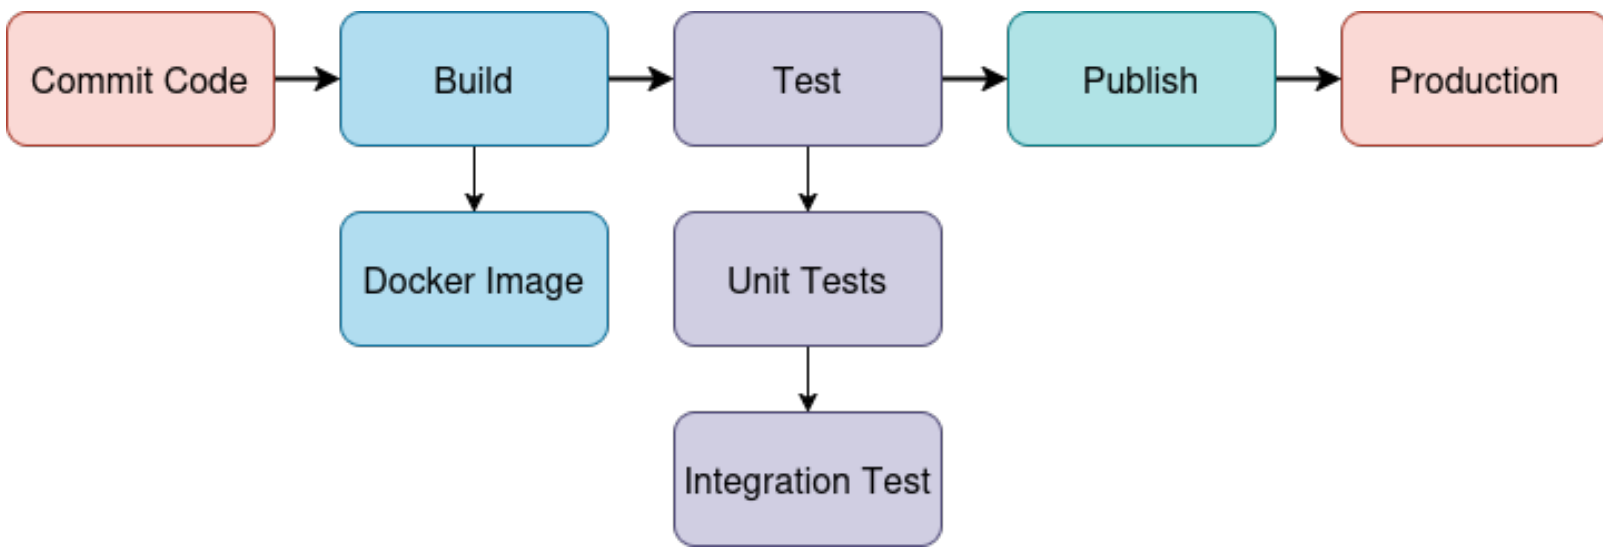 Commit Code
Build
Test
Publish
Production
Docker Image
Unit Tests
Integration Test